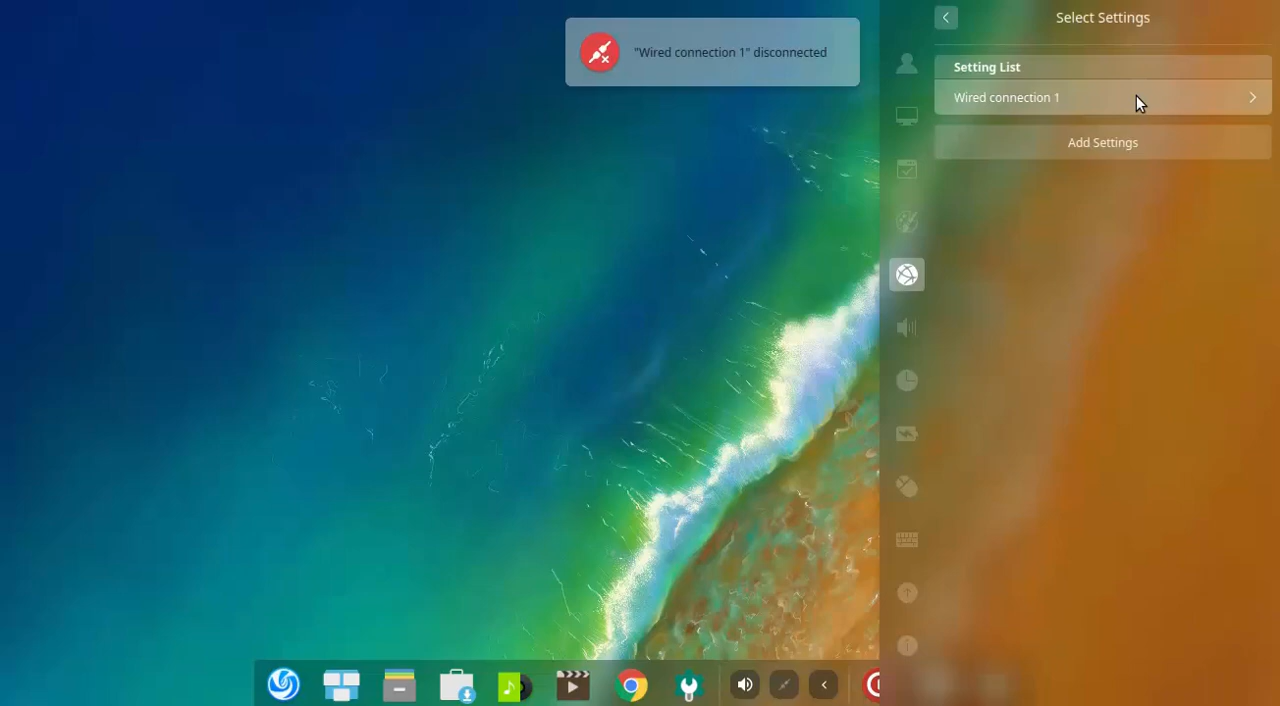 Select Settings
"Wired connection 1" disconnected
Setting List
Wired connection 1
Add Settings